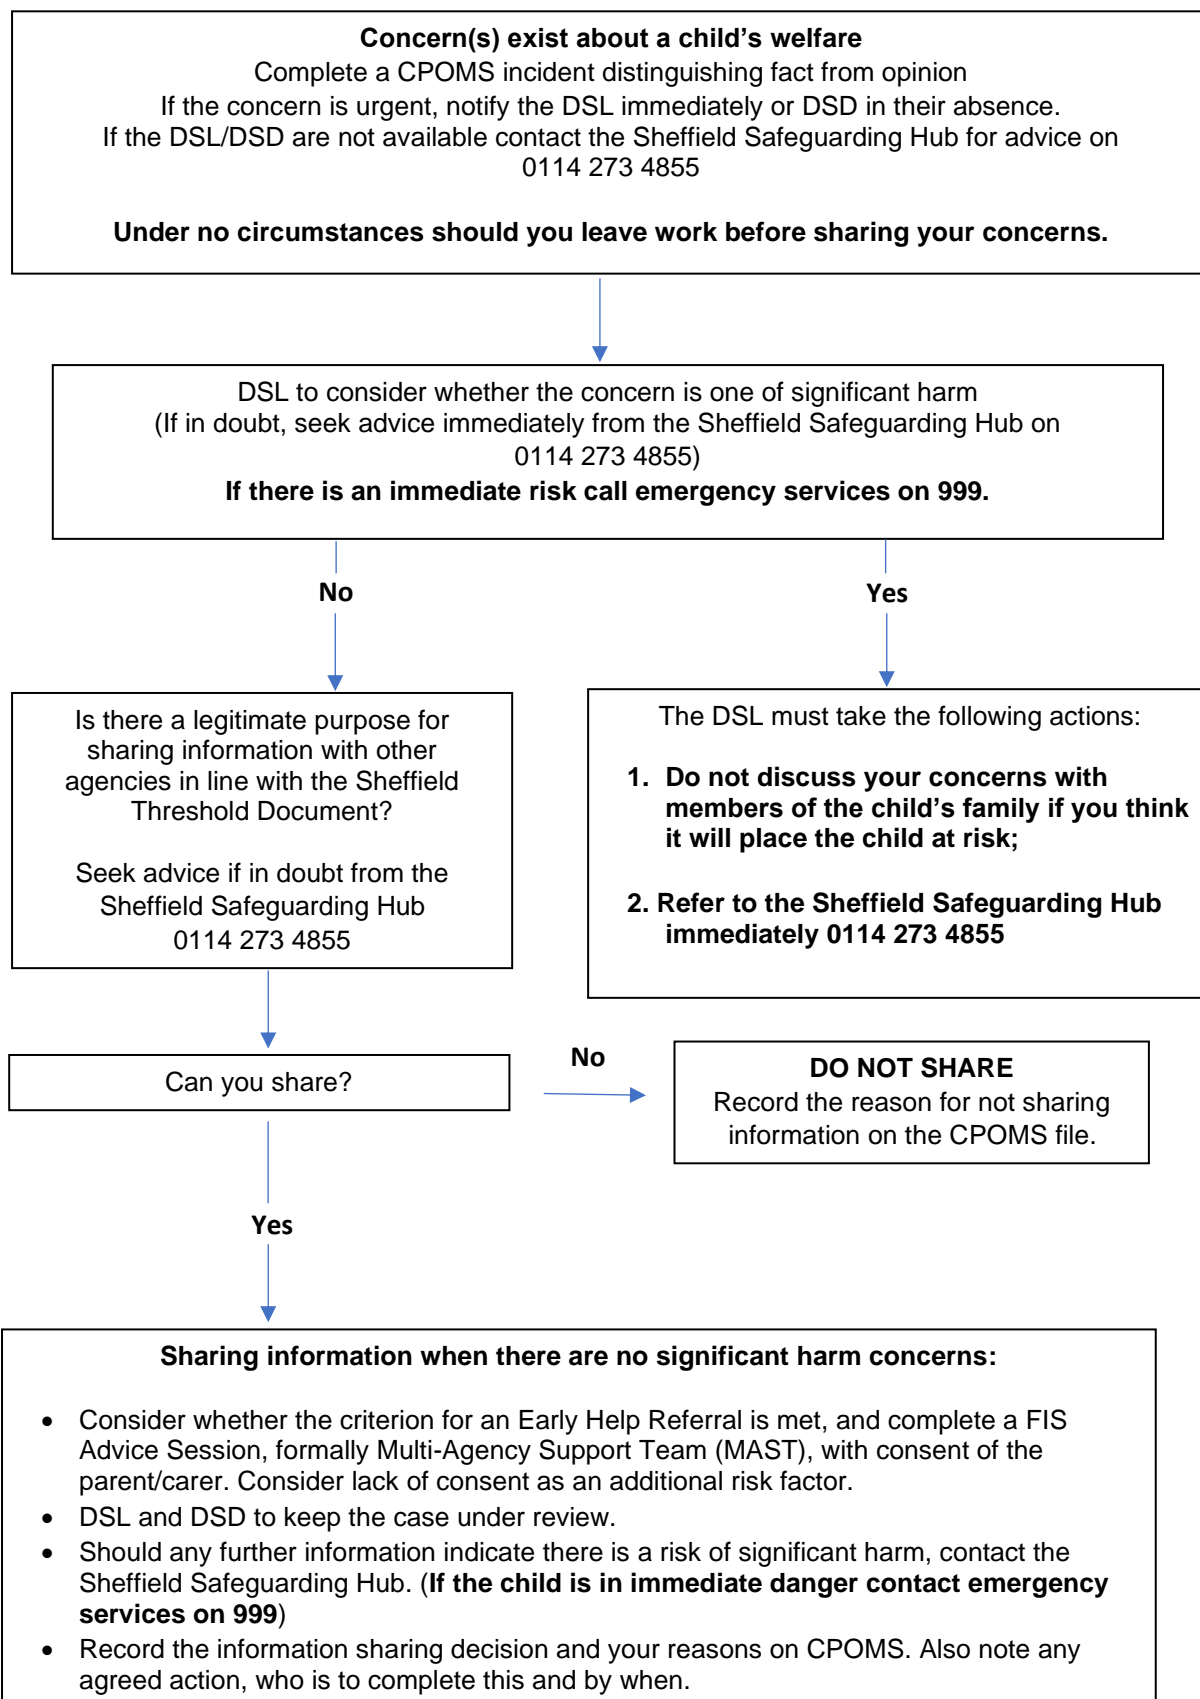 Concern(s) exist about a child’s welfare
Complete a CPOMS incident distinguishing fact from opinion
If the concern is urgent, notify the DSL immediately or DSD in their absence.
If the DSL/DSD are not available contact the Sheffield Safeguarding Hub for advice on
0114 273 4855
Under no circumstances should you leave work before sharing your concerns.
DSL to consider whether the concern is one of significant harm
(If in doubt, seek advice immediately from the Sheffield Safeguarding Hub on
0114 273 4855)
If there is an immediate risk call emergency services on 999.
No
Yes
Is there a legitimate purpose for
sharing information with other
agencies in line with the Sheffield
Threshold Document?
Seek advice if in doubt from the
Sheffield Safeguarding Hub
0114 273 4855
The DSL must take the following actions:
1. Do not discuss your concerns with
members of the child’s family if you think
it will place the child at risk;
2. Refer to the Sheffield Safeguarding Hub
immediately 0114 273 4855
Can you share?
No
DO NOT SHARE
Record the reason for not sharing
information on the CPOMS file.
Yes
Sharing information when there are no significant harm concerns:
• Consider whether the criterion for an Early Help Referral is met, and complete a FIS
Advice Session, formally Multi-Agency Support Team (MAST), with consent of the
parent/carer. Consider lack of consent as an additional risk factor.
• DSL and DSD to keep the case under review.
• Should any further information indicate there is a risk of significant harm, contact the
Sheffield Safeguarding Hub. (If the child is in immediate danger contact emergency
services on 999)
• Record the information sharing decision and your reasons on CPOMS. Also note any
agreed action, who is to complete this and by when.